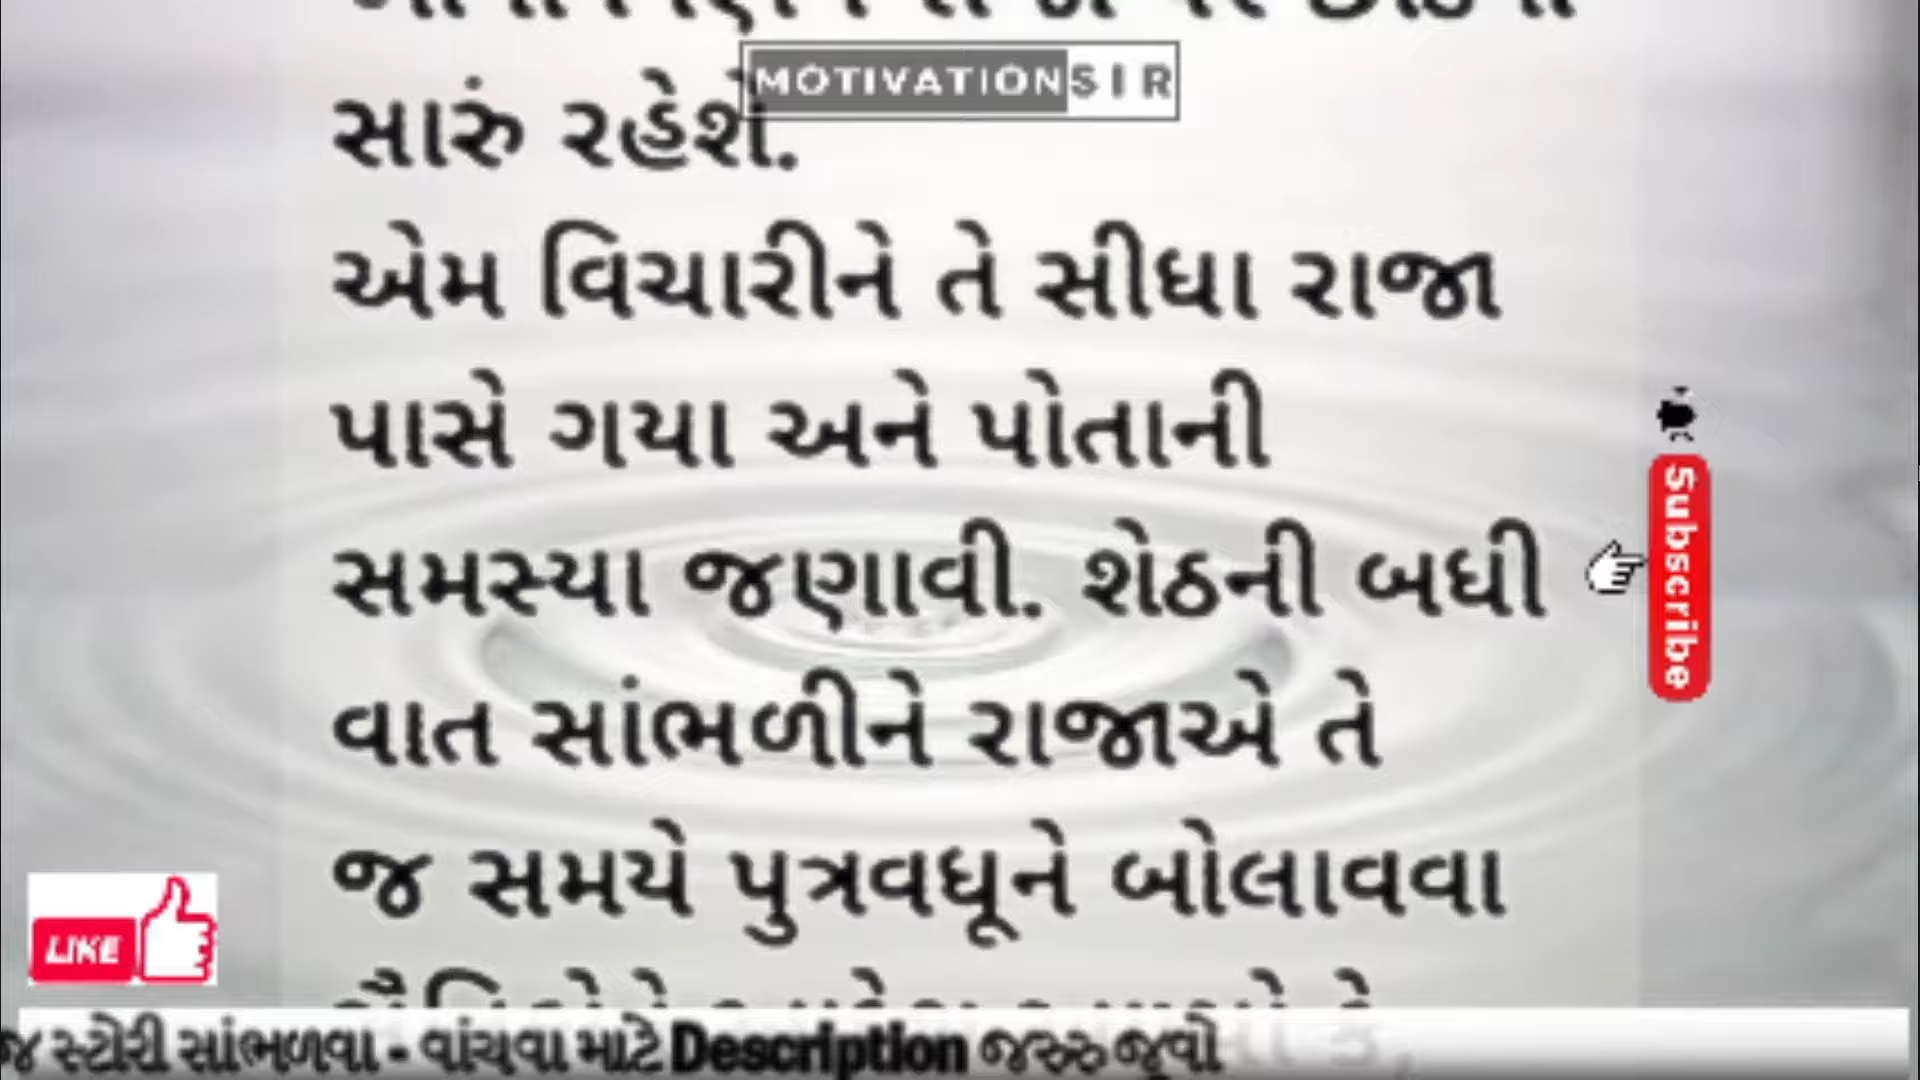 MOTIVATIONSIR
સારું રહેશે.
એમ વિચારીને તે સીધા રાજા
પાસે ગયા અને પોતાની
સમસ્યા જણાવી. શેઠની બધી
વાત સાંભળીને રાજાએ તે
જ સમયે પુત્રવધૂને બોલાવવા
Subscribe
LIKE
જ સ્ટોરી સાંભળવા - વાંચવા માટે Description જરુર જૂવો